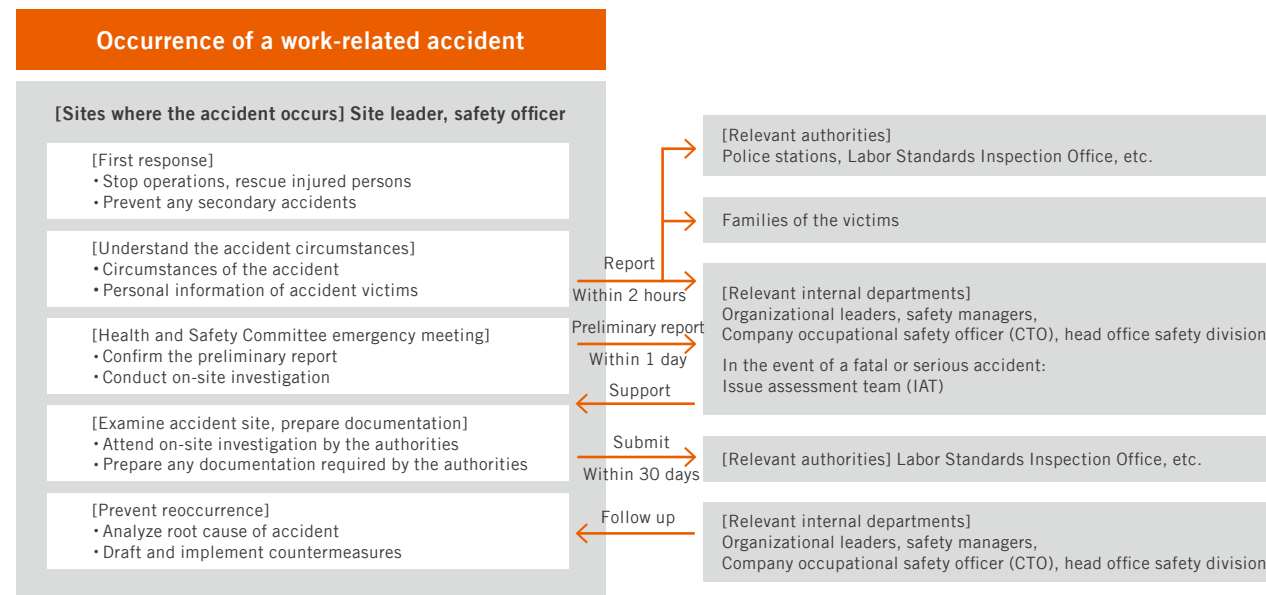 Occurrence of a work-related accident
[Sites where the accident occurs] Site leader, safety officer
[First response]
・Stop operations, rescue injured persons
・Prevent any secondary accidents
[Understand the accident circumstances]
・Circumstances of the accident
・Personal information of accident victims
[Health and Safety Committee emergency meeting]
・Confirm the preliminary report
・Conduct on-site investigation
[Examine accident site, prepare documentation]
・Attend on-site investigation by the authorities
・Prepare any documentation required by the authorities
[Prevent reoccurrence]
・Analyze root cause of accident
・Draft and implement countermeasures
Report
Within 2 hours
Preliminary report
Within 1 day
Support
Submit
Within 30 days
Follow up
[Relevant authorities]
Police stations, Labor Standards Inspection Office, etc.
Families of the victims
[Relevant internal departments]
Organizational leaders, safety managers,
Company occupational safety officer (CTO), head office safety division
In the event of a fatal or serious accident:
Issue assessment team (IAT)
[Relevant authorities] Labor Standards Inspection Office, etc.
[Relevant internal departments]
Organizational leaders, safety managers,
Company occupational safety officer (CTO), head office safety division